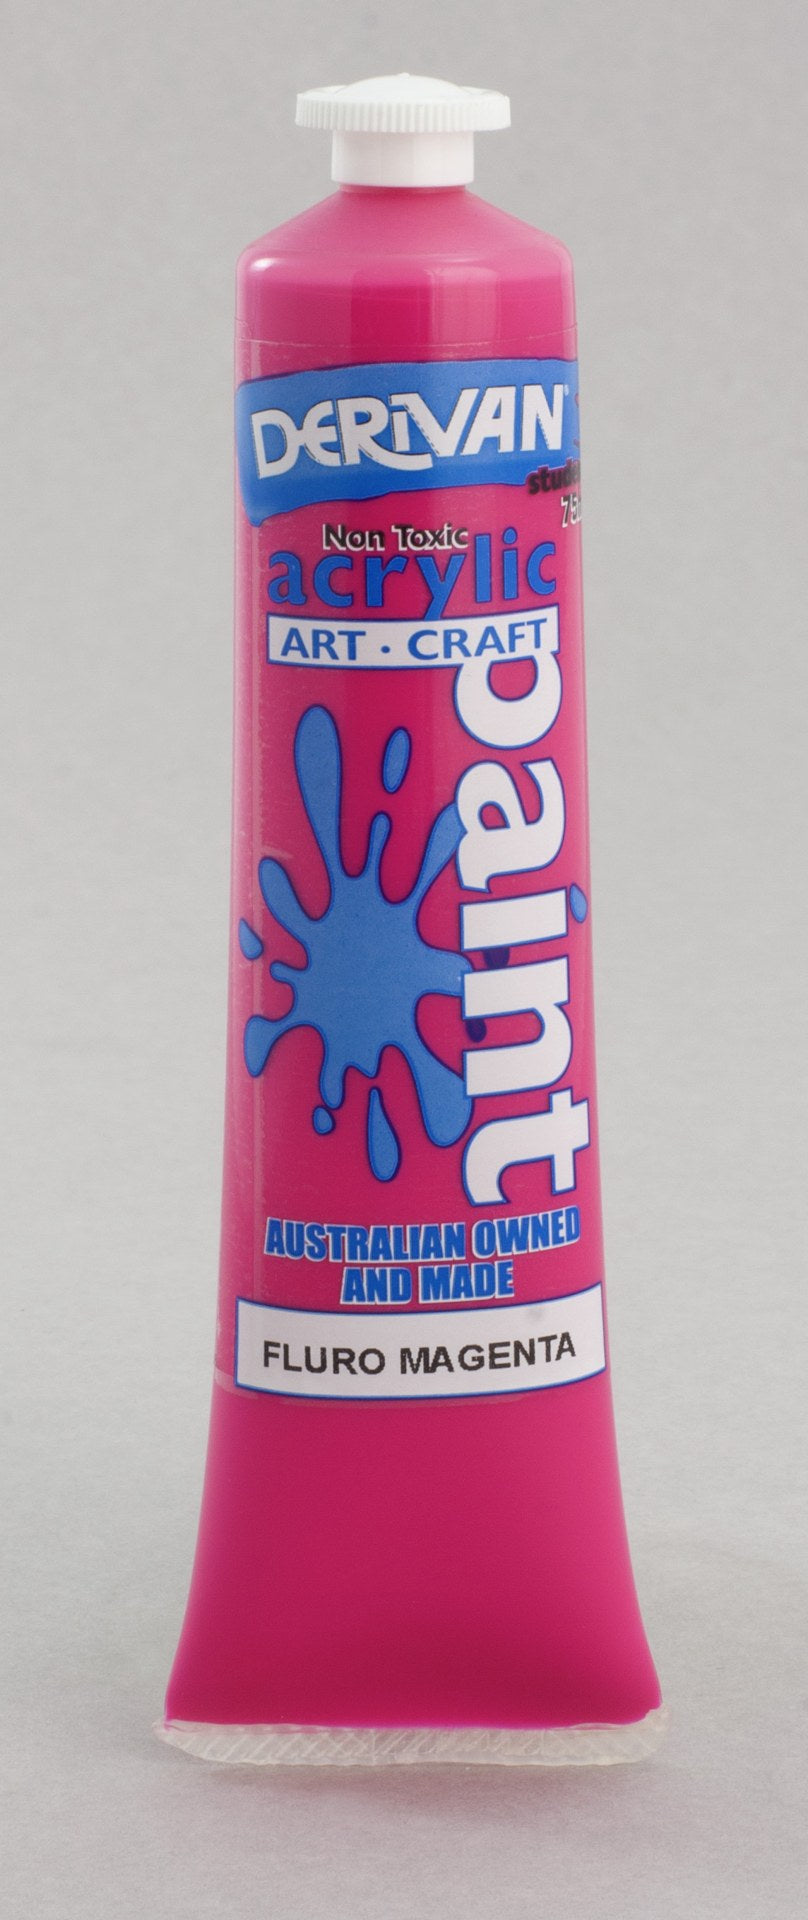 DERiVAN
Non Toxic
acrylic
ART · CRAFT
paint
AUSTRALIAN OWNED
AND MADE
FLURO MAGENTA